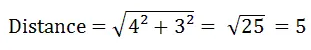 Distance = √(4² + 3²) = √25 = 5